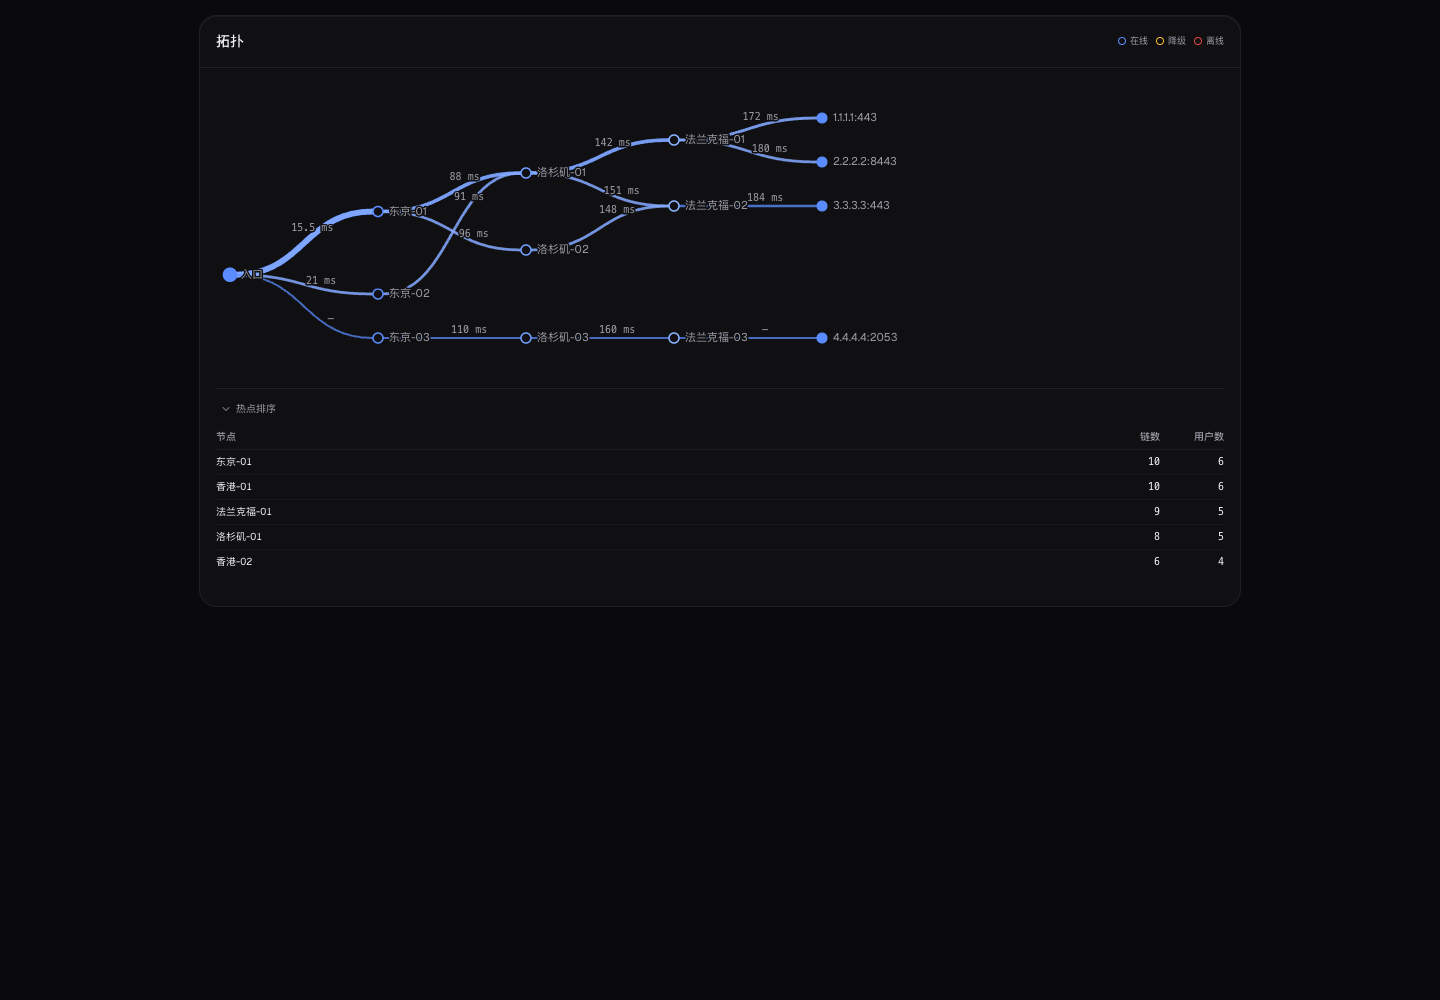 拓扑
在线 降级 离线
172 ms
1.1.1.1:443
142 ms
法兰克福-01
180 ms
2.2.2.2:8443
88 ms
洛杉矶-01
91 ms
151 ms
184 ms
15.5 ms
东京-01
148 ms
法兰克福-02
3.3.3.3:443
96 ms
洛杉矶-02
入口
21 ms
东京-02
—
东京-03
110 ms
洛杉矶-03
160 ms
法兰克福-03
—
4.4.4.4:2053
热点排序
节点 链数 用户数
东京-01 10 6
香港-01 10 6
法兰克福-01 9 5
洛杉矶-01 8 5
香港-02 6 4